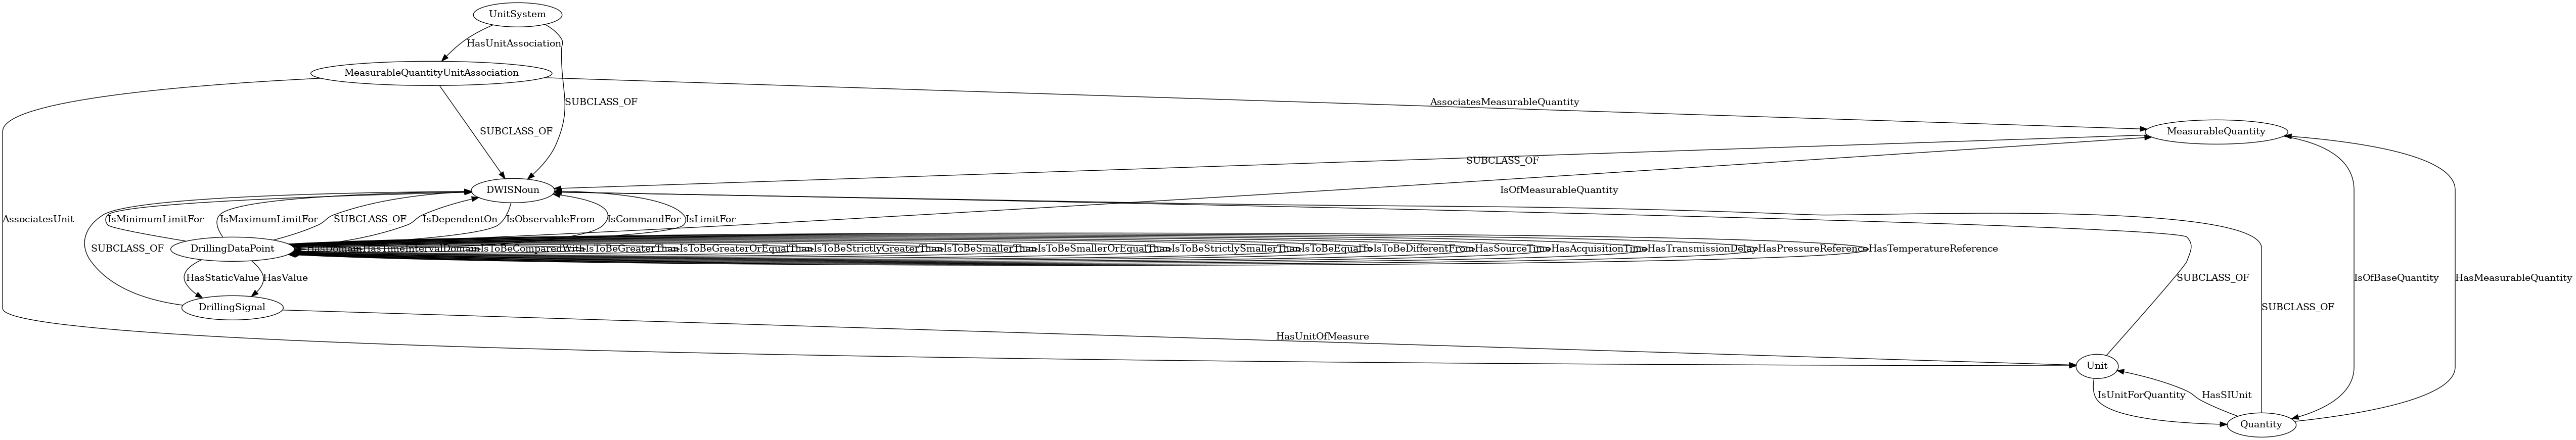 UnitSystem
HasUnitAssociation
MeasurableQuantityUnitAssociation
SUBCLASS_OF
AssociatesMeasurableQuantity
SUBCLASS_OF
MeasurableQuantity
SUBCLASS_OF
DWISNoun
IsOfMeasurableQuantity
AssociatesUnit
IsMinimumLimitFor
IsMaximumLimitFor
SUBCLASS_OF
IsDependentOn
IsObservableFrom
IsCommandFor
IsLimitFor
SUBCLASS_OF
DrillingDataPoint
HasTimeIntervalDomain
IsToBeComparedWith
IsToBeGreaterThan
IsToBeGreaterOrEqualThan
IsToBeStrictlyGreaterThan
IsToBeSmallerThan
IsToBeSmallerOrEqualThan
IsToBeStrictlySmallerThan
IsToBeEqualTo
IsToBeDifferentFrom
HasSourceTime
HasAcquisitionTime
HasTransmissionDelay
HasPressureReference
HasTemperatureReference
HasStaticValue
HasValue
SUBCLASS_OF
IsOfBaseQuantity
HasMeasurableQuantity
DrillingSignal
SUBCLASS_OF
HasUnitOfMeasure
Unit
IsUnitForQuantity
HasSIUnit
Quantity